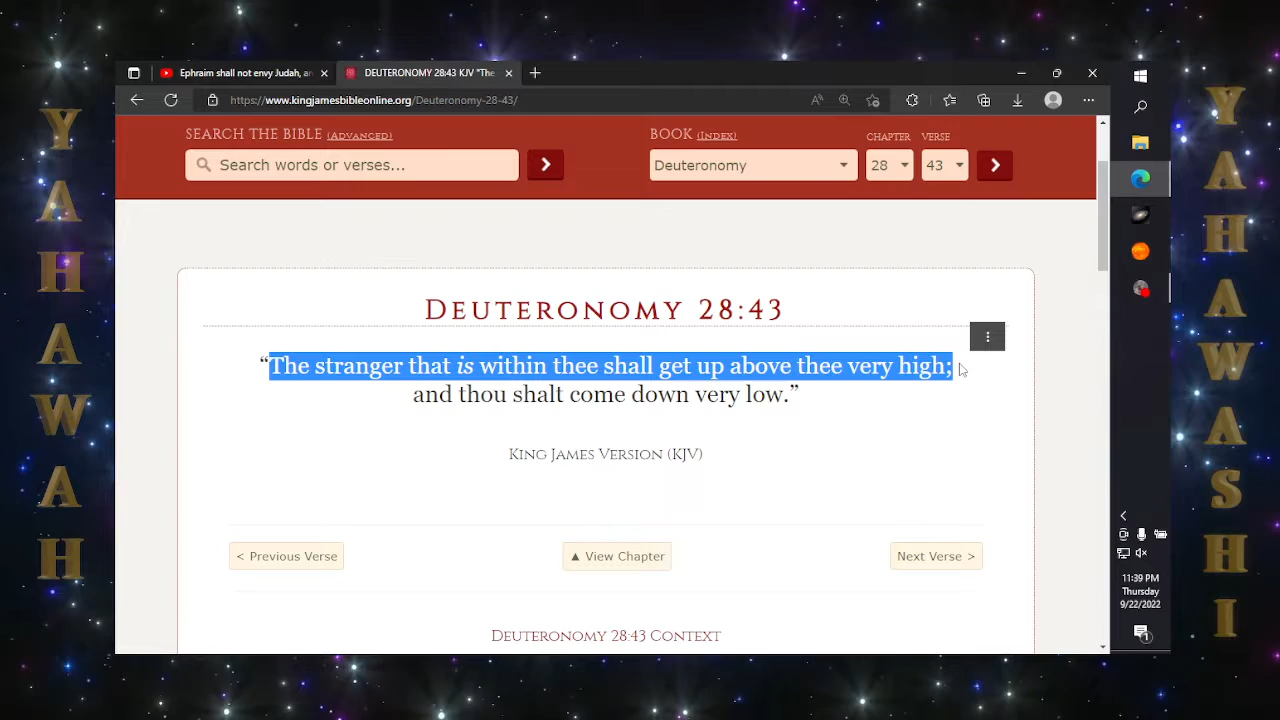 YAHAWAH
Ephraim shall not envy Judah, an
DEUTERONOMY 28:43 KJV "The
https://www.kingjamesbibleonline.org/Deuteronomy-28-43/
SEARCH THE BIBLE (ADVANCED)
BOOK (INDEX)
CHAPTER
VERSE
Search words or verses...
Deuteronomy
28
43
DEUTERONOMY 28:43
“The stranger that is within thee shall get up above thee very high;
and thou shalt come down very low.”
KING JAMES VERSION (KJV)
< Previous Verse
▲ View Chapter
Next Verse >
DEUTERONOMY 28:43 CONTEXT
11:39 PM
Thursday
9/22/2022
1
YAHAWASHI